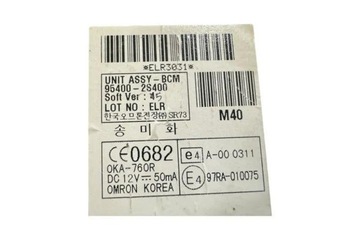 *ELR3031*
UNIT ASSY-BCM
95400-2S400
Soft Ver : 15
LOT NO : ELR
한국오므론전장(주) SR73
M40
송미화
CE0682
OKA-760R
DC 12V 50mA
OMRON KOREA
e4 A-00 0311
E4 97RA-010075